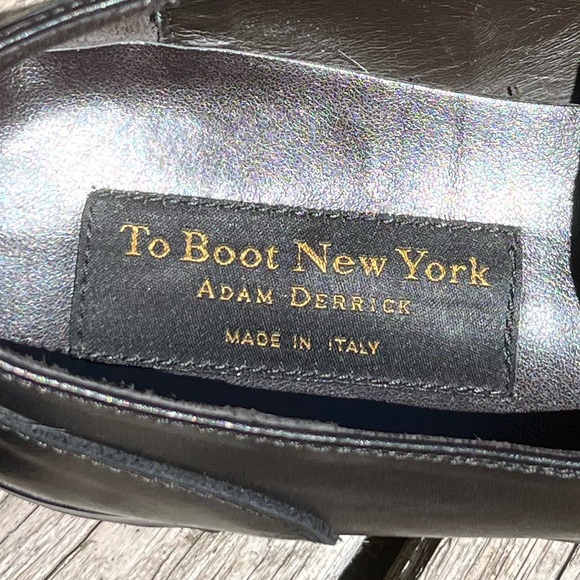 To Boot New York
Adam Derrick
Made in Italy